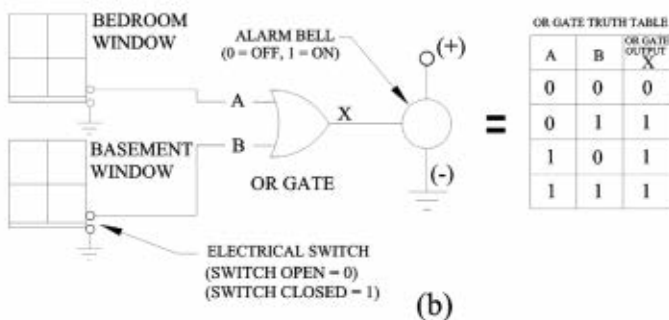 BEDROOM
WINDOW
ALARM BELL
(0 = OFF, 1 = ON)
(+)
A
X
B
=
BASEMENT
WINDOW
OR GATE
(-)
ELECTRICAL SWITCH
(SWITCH OPEN = 0)
(SWITCH CLOSED = 1)
(b)
OR GATE TRUTH TABLE
A B OR GATE OUTPUT X
0 0 0
0 1 1
1 0 1
1 1 1